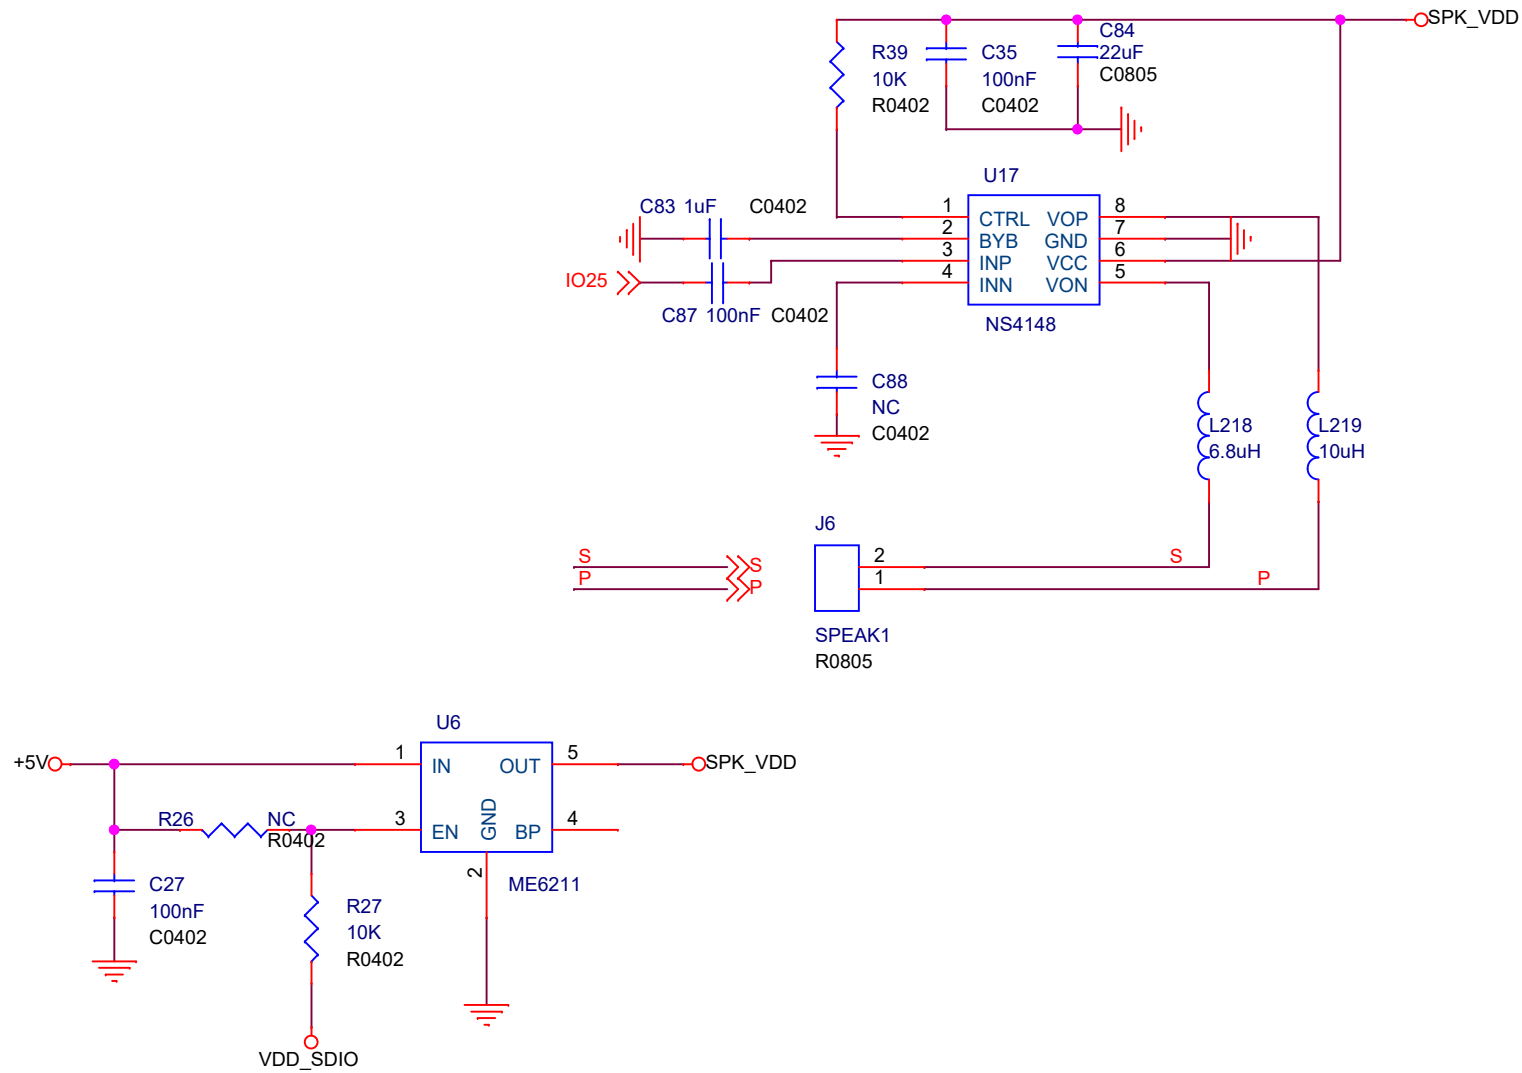 SPK_VDD
R39
10K
R0402
C35
100nF
C0402
C84
22uF
C0805
U17
C83 1uF C0402
1 CTRL VOP 8
2 BYB GND 7
3 INP VCC 6
4 INN VON 5
IO25
C87 100nF C0402
NS4148
C88
NC
C0402
L218
6.8uH
L219
10uH
J6
S S 2 S
P P 1 P
SPEAK1
R0805
U6
+5V 1 IN OUT 5 SPK_VDD
R26 NC
R0402
3 EN GND BP 4
2
ME6211
C27
100nF
C0402
R27
10K
R0402
VDD_SDIO